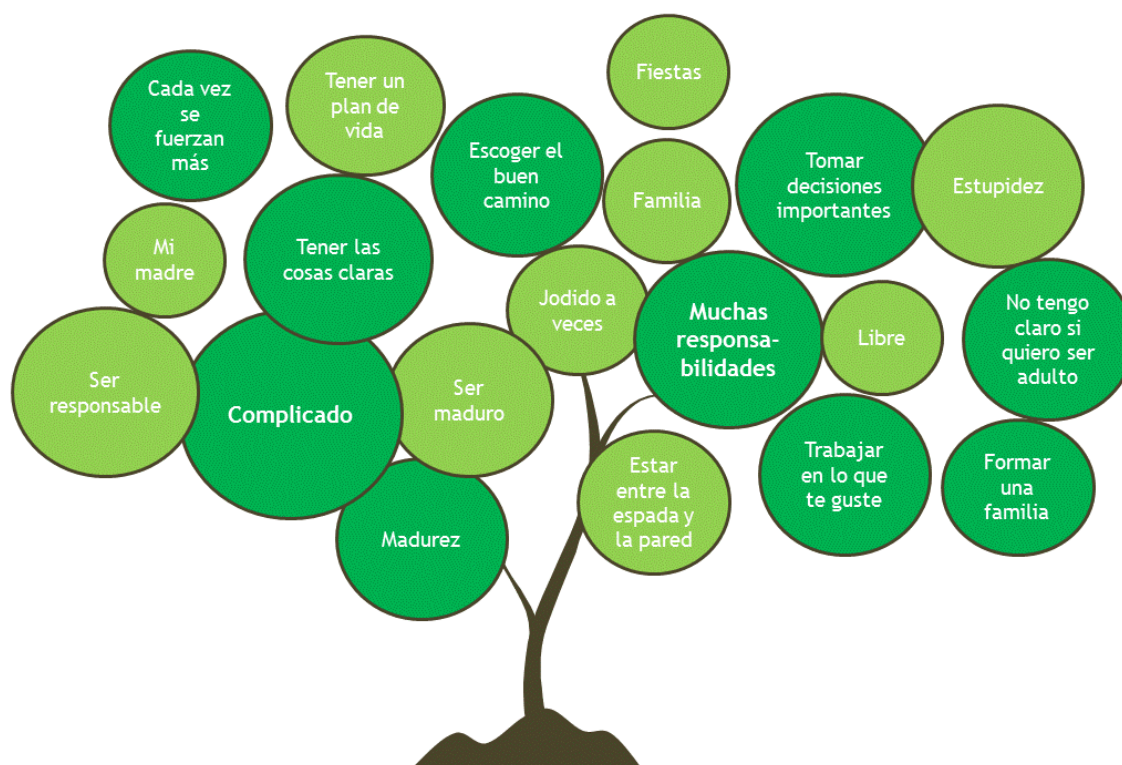 Fiestas
Cada vez
se
fuerzan
más
Tener un
plan de
vida
Escoger el
buen
camino
Familia
Tomar
decisiones
importantes
Estupidez
Mi
madre
Tener las
cosas claras
Jodido a
veces
Muchas
responsa-
bilidades
Libre
No tengo
claro si
quiero ser
adulto
Ser
responsable
Complicado
Ser
maduro
Estar
entre la
espada y
la pared
Trabajar
en lo que
te guste
Formar
una
familia
Madurez